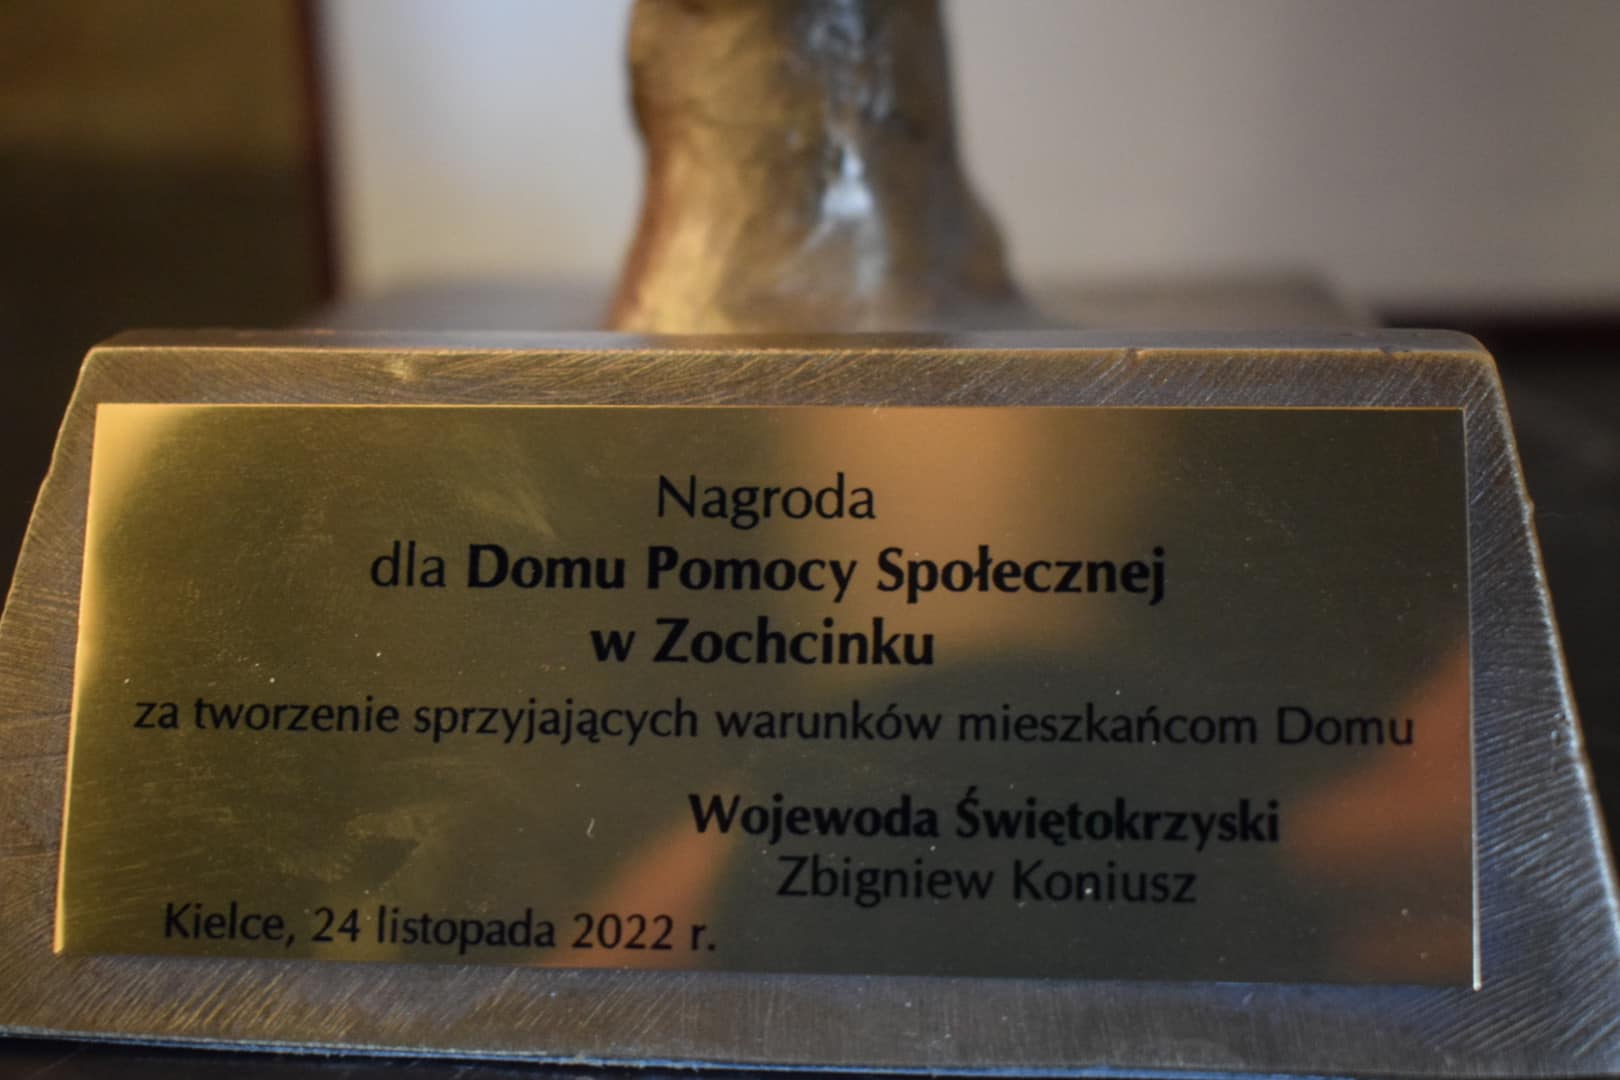 Nagroda
dla Domu Pomocy Społecznej
w Zochcinku
za tworzenie sprzyjających warunków mieszkańcom Domu
Wojewoda Świętokrzyski
Zbigniew Koniusz
Kielce, 24 listopada 2022 r.